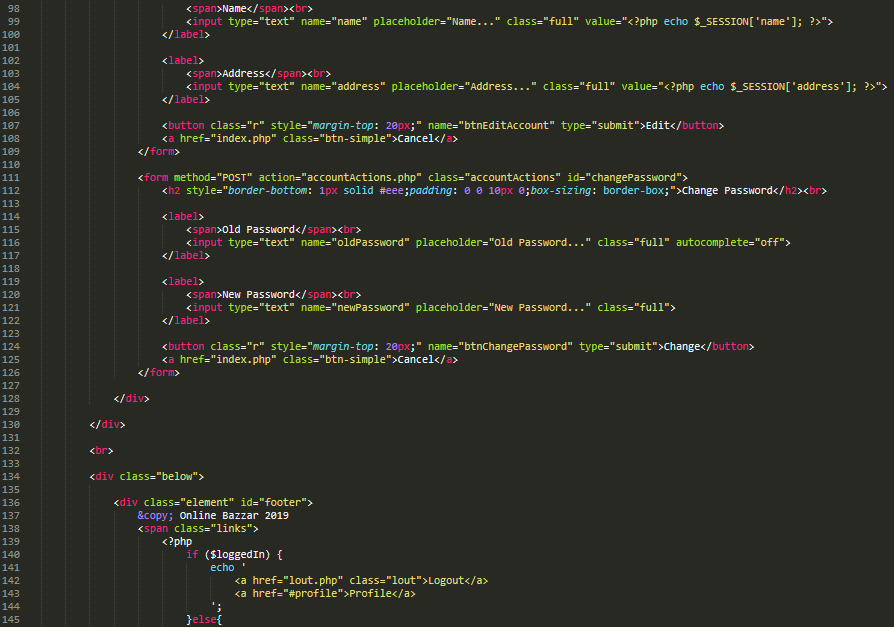 98 <span>Name</span><br>
99 <input type="text" name="name" placeholder="Name..." class="full" value="<?php echo $_SESSION['name']; ?>">
100 </label>
101
102 <label>
103 <span>Address</span><br>
104 <input type="text" name="address" placeholder="Address..." class="full" value="<?php echo $_SESSION['address']; ?>">
105 </label>
106
107 <button class="r" style="margin-top: 20px;" name="btnEditAccount" type="submit">Edit</button>
108 <a href="index.php" class="btn-simple">Cancel</a>
109 </form>
110
111 <form method="POST" action="accountActions.php" class="accountActions" id="changePassword">
112 <h2 style="border-bottom: 1px solid #eee;padding: 0 0 10px 0;box-sizing: border-box;">Change Password</h2><br>
113
114 <label>
115 <span>Old Password</span><br>
116 <input type="text" name="oldPassword" placeholder="Old Password..." class="full" autocomplete="off">
117 </label>
118
119 <label>
120 <span>New Password</span><br>
121 <input type="text" name="newPassword" placeholder="New Password..." class="full">
122 </label>
123
124 <button class="r" style="margin-top: 20px;" name="btnChangePassword" type="submit">Change</button>
125 <a href="index.php" class="btn-simple">Cancel</a>
126 </form>
127
128 </div>
129
130 </div>
131
132 <br>
133
134 <div class="below">
135
136 <div class="element" id="footer">
137 &copy; Online Bazzar 2019
138 <span class="links">
139 <?php
140 if ($loggedIn) {
141 echo '
142 <a href="lout.php" class="lout">Logout</a>
143 <a href="#profile">Profile</a>
144 ';
145 }else{